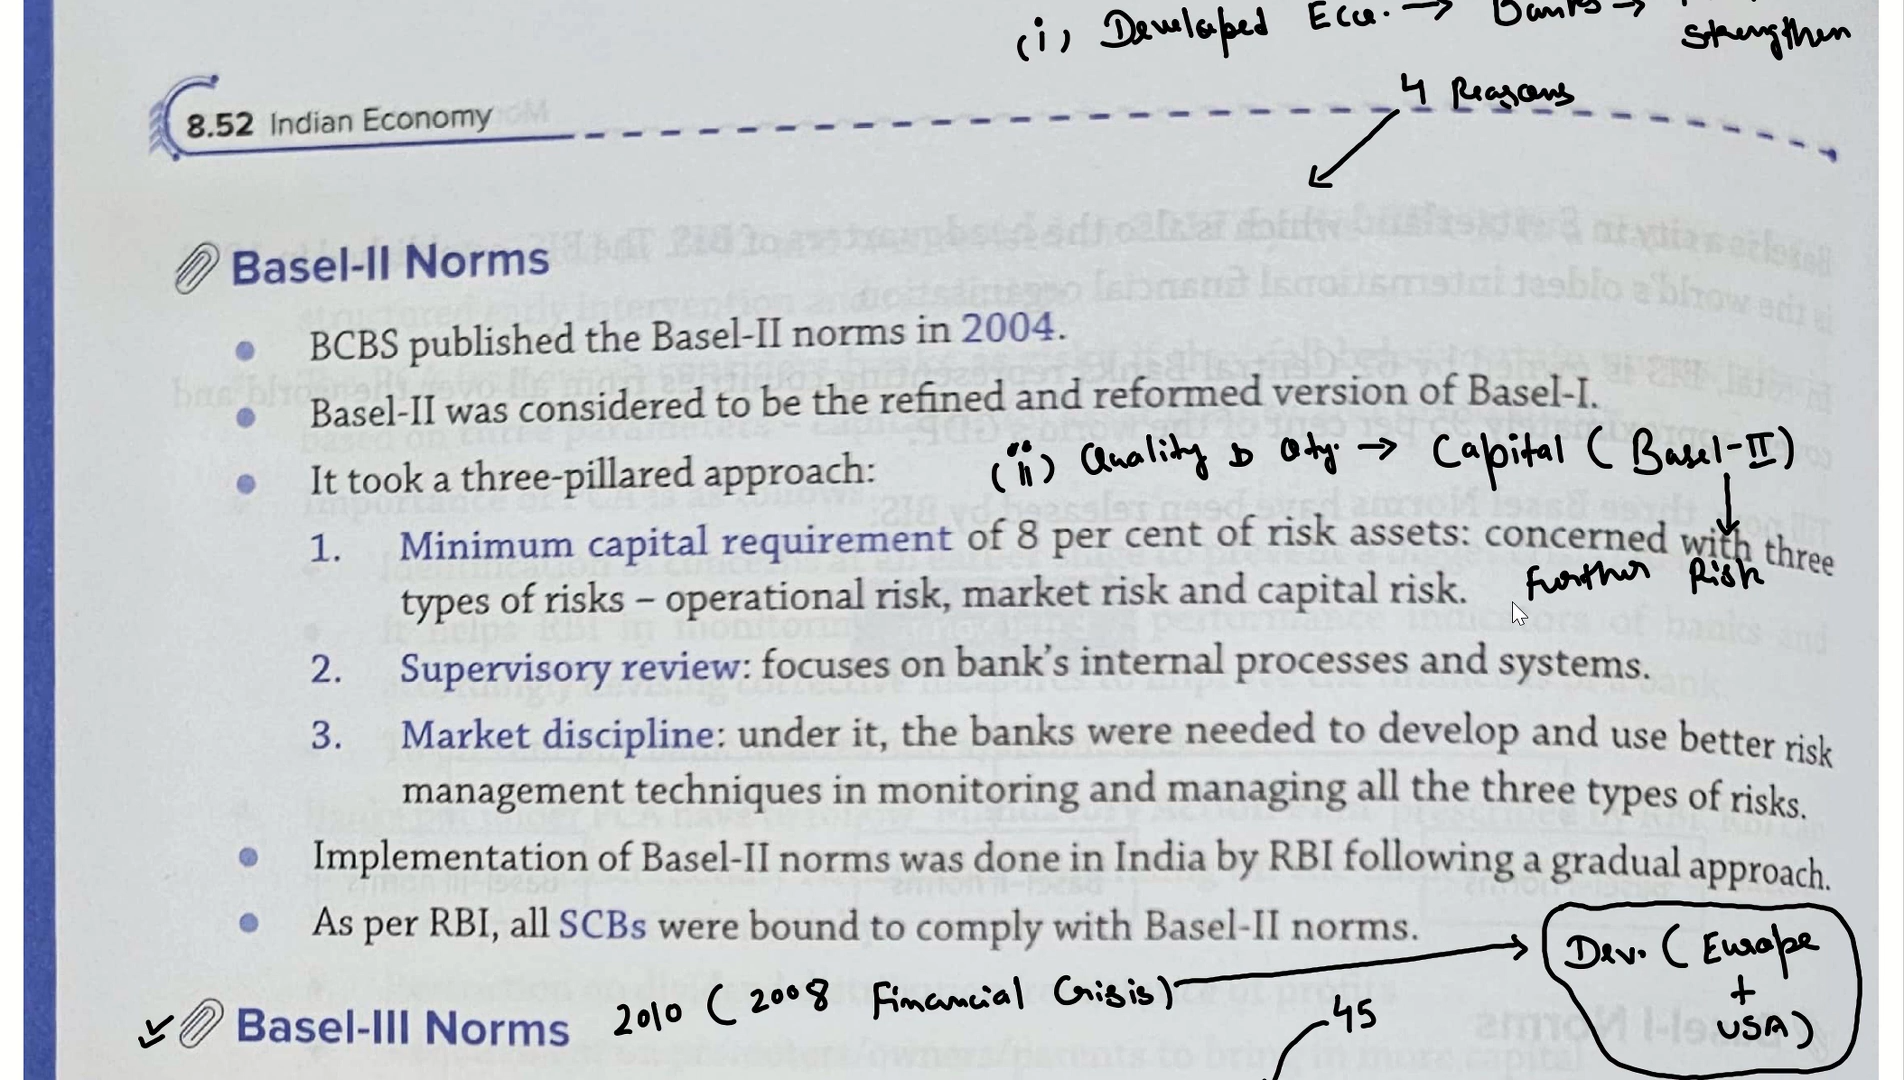 (i) Developed Eco. → Banks →
strengthen
4 Reasons
8.52 Indian Economy
Basel-II Norms
BCBS published the Basel-II norms in 2004.
Basel-II was considered to be the refined and reformed version of Basel-I.
It took a three-pillared approach:
(ii) Quality & Qty. → Capital (Basel-II)
1. Minimum capital requirement of 8 per cent of risk assets: concerned with three
types of risks – operational risk, market risk and capital risk.
Further Risk
2. Supervisory review: focuses on bank's internal processes and systems.
3. Market discipline: under it, the banks were needed to develop and use better risk
management techniques in monitoring and managing all the three types of risks.
Implementation of Basel-II norms was done in India by RBI following a gradual approach.
As per RBI, all SCBs were bound to comply with Basel-II norms.
Dev. (Europe
+
USA)
Basel-III Norms 2010 (2008 Financial Crisis)
45